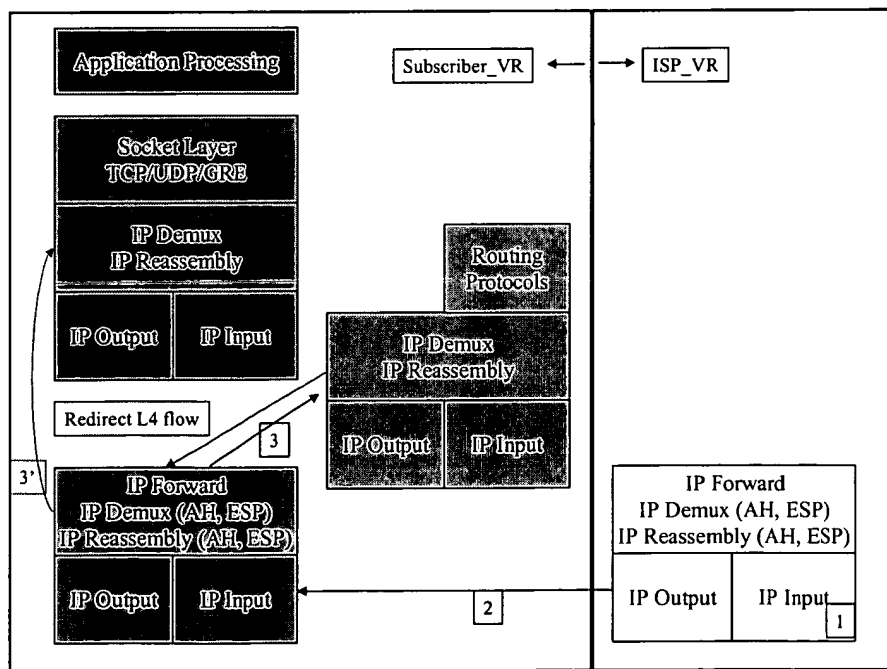 Application Processing
Subscriber_VR
ISP_VR
Socket Layer
TCP/UDP/GRE
IP Demux
IP Reassembly
IP Output
IP Input
Routing
Protocols
IP Demux
IP Reassembly
IP Output
IP Input
Redirect L4 flow
3
3'
IP Forward
IP Demux (AH, ESP)
IP Reassembly (AH, ESP)
IP Output
IP Input
2
IP Forward
IP Demux (AH, ESP)
IP Reassembly (AH, ESP)
IP Output
IP Input
1